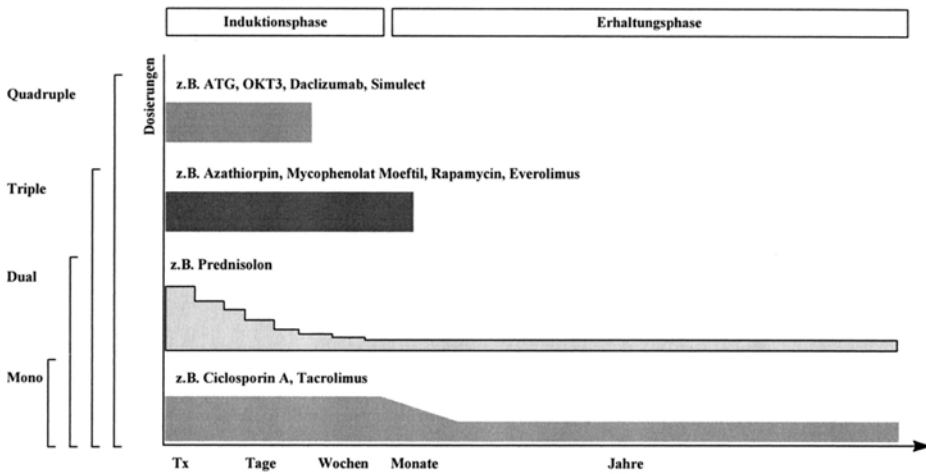 Induktionsphase Erhaltungsphase
Dosierungen
Quadruple
z.B. ATG, OKT3, Daclizumab, Simulect
Triple
z.B. Azathiorpin, Mycophenolat Moeftil, Rapamycin, Everolimus
Dual
z.B. Prednisolon
Mono
z.B. Ciclosporin A, Tacrolimus
Tx Tage Wochen Monate Jahre